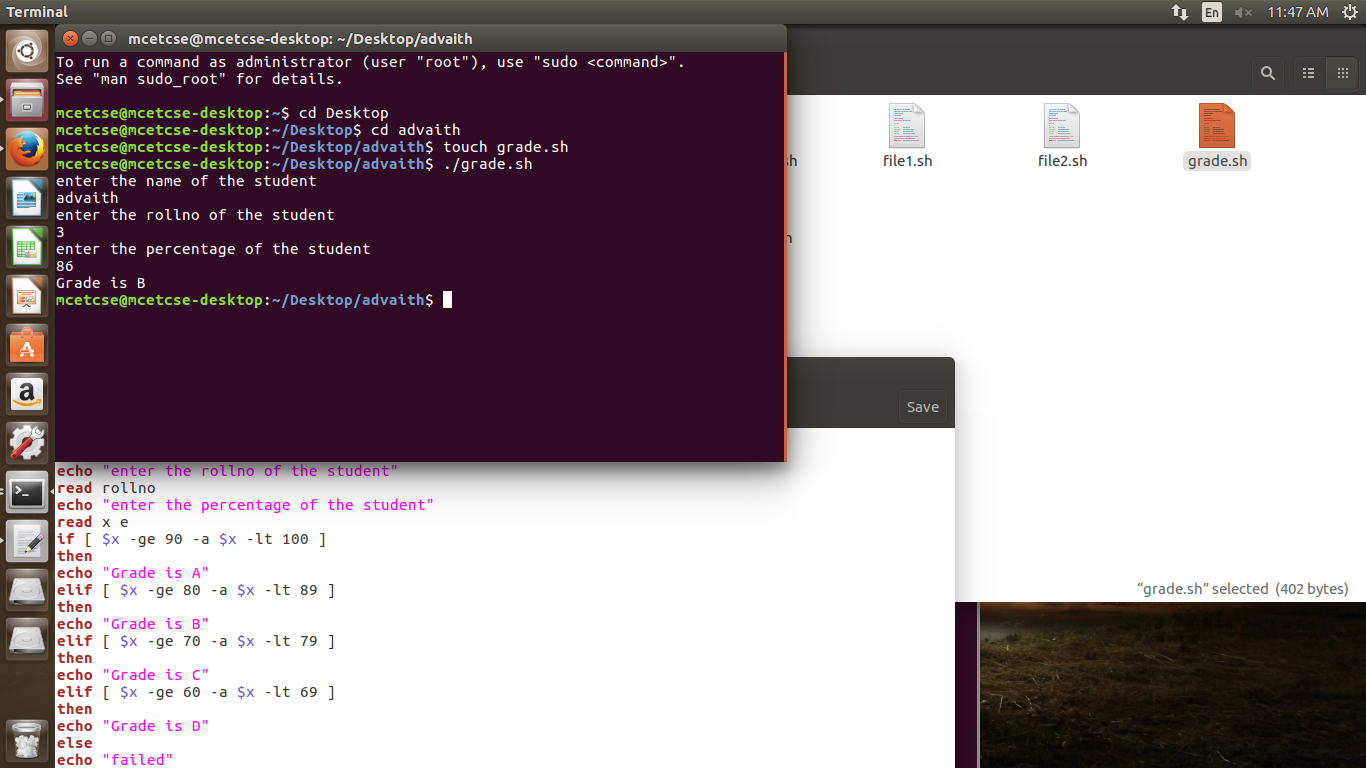 Terminal
En
11:47 AM
mcetcse@mcetcse-desktop: ~/Desktop/advaith
To run a command as administrator (user "root"), use "sudo <command>".
See "man sudo_root" for details.
mcetcse@mcetcse-desktop:~$ cd Desktop
mcetcse@mcetcse-desktop:~/Desktop$ cd advaith
mcetcse@mcetcse-desktop:~/Desktop/advaith$ touch grade.sh
mcetcse@mcetcse-desktop:~/Desktop/advaith$ ./grade.sh
enter the name of the student
advaith
enter the rollno of the student
3
enter the percentage of the student
86
Grade is B
mcetcse@mcetcse-desktop:~/Desktop/advaith$
file1.sh
file2.sh
grade.sh
Save
echo "enter the rollno of the student"
read rollno
echo "enter the percentage of the student"
read x e
if [ $x -ge 90 -a $x -lt 100 ]
then
echo "Grade is A"
elif [ $x -ge 80 -a $x -lt 89 ]
then
echo "Grade is B"
elif [ $x -ge 70 -a $x -lt 79 ]
then
echo "Grade is C"
elif [ $x -ge 60 -a $x -lt 69 ]
then
echo "Grade is D"
else
echo "failed"
“grade.sh” selected (402 bytes)